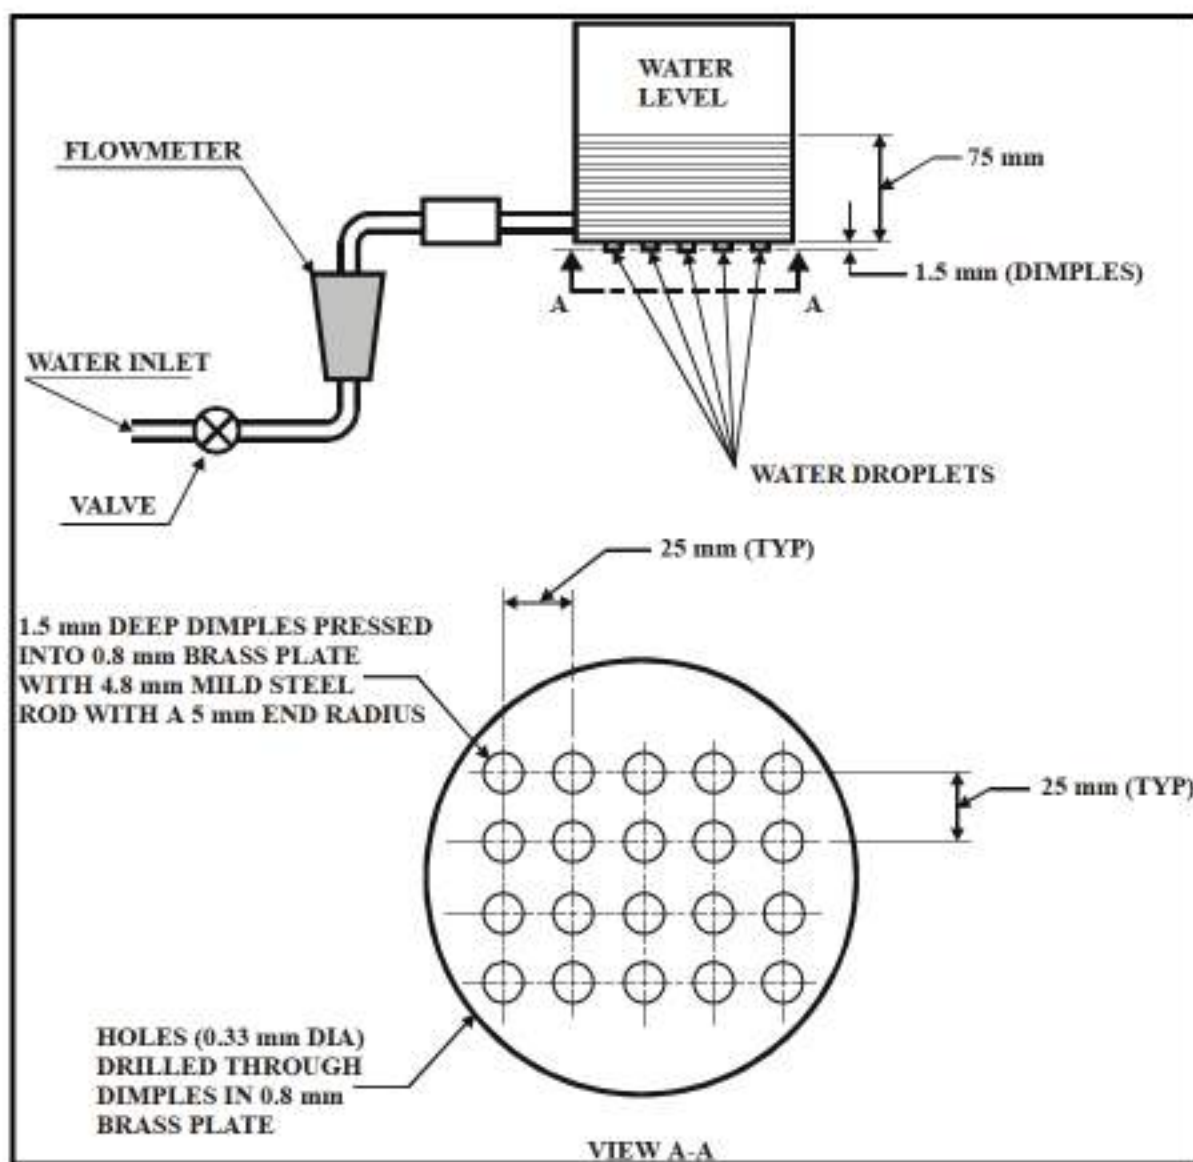 WATER
LEVEL
FLOWMETER
75 mm
1.5 mm (DIMPLES)
A
A
WATER INLET
WATER DROPLETS
VALVE
25 mm (TYP)
1.5 mm DEEP DIMPLES PRESSED
INTO 0.8 mm BRASS PLATE
WITH 4.8 mm MILD STEEL
ROD WITH A 5 mm END RADIUS
25 mm (TYP)
HOLES (0.33 mm DIA)
DRILLED THROUGH
DIMPLES IN 0.8 mm
BRASS PLATE
VIEW A-A